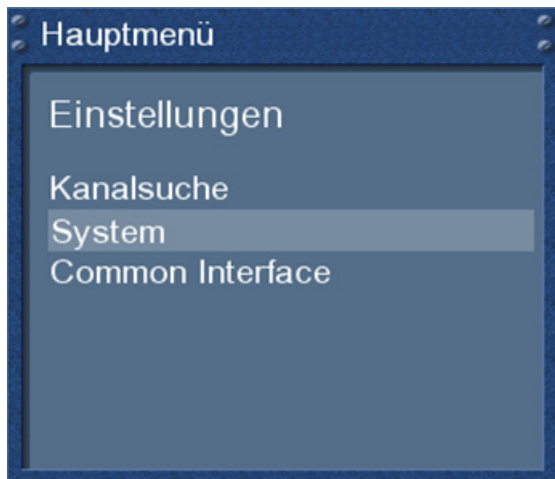 Hauptmenü
Einstellungen
Kanalsuche
System
Common Interface